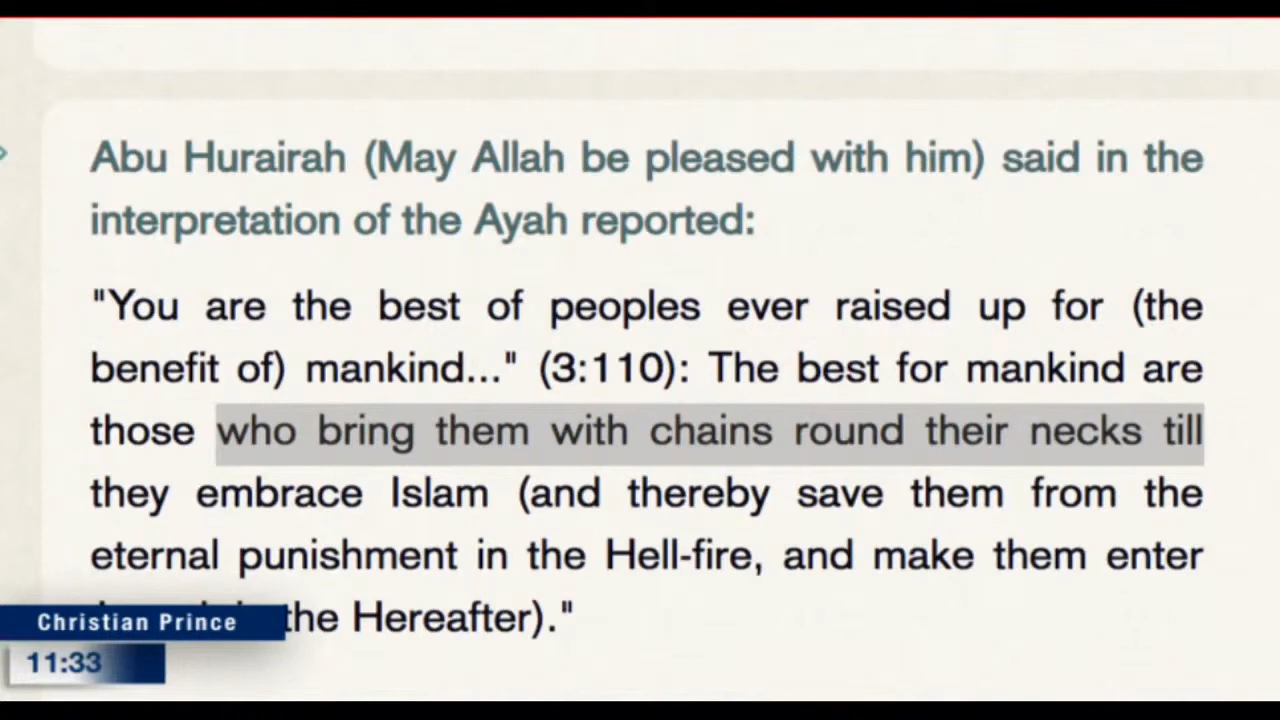 Abu Hurairah (May Allah be pleased with him) said in the
interpretation of the Ayah reported:
"You are the best of peoples ever raised up for (the
benefit of) mankind..." (3:110): The best for mankind are
those who bring them with chains round their necks till
they embrace Islam (and thereby save them from the
eternal punishment in the Hell-fire, and make them enter
the Hereafter)."
Christian Prince
11:33